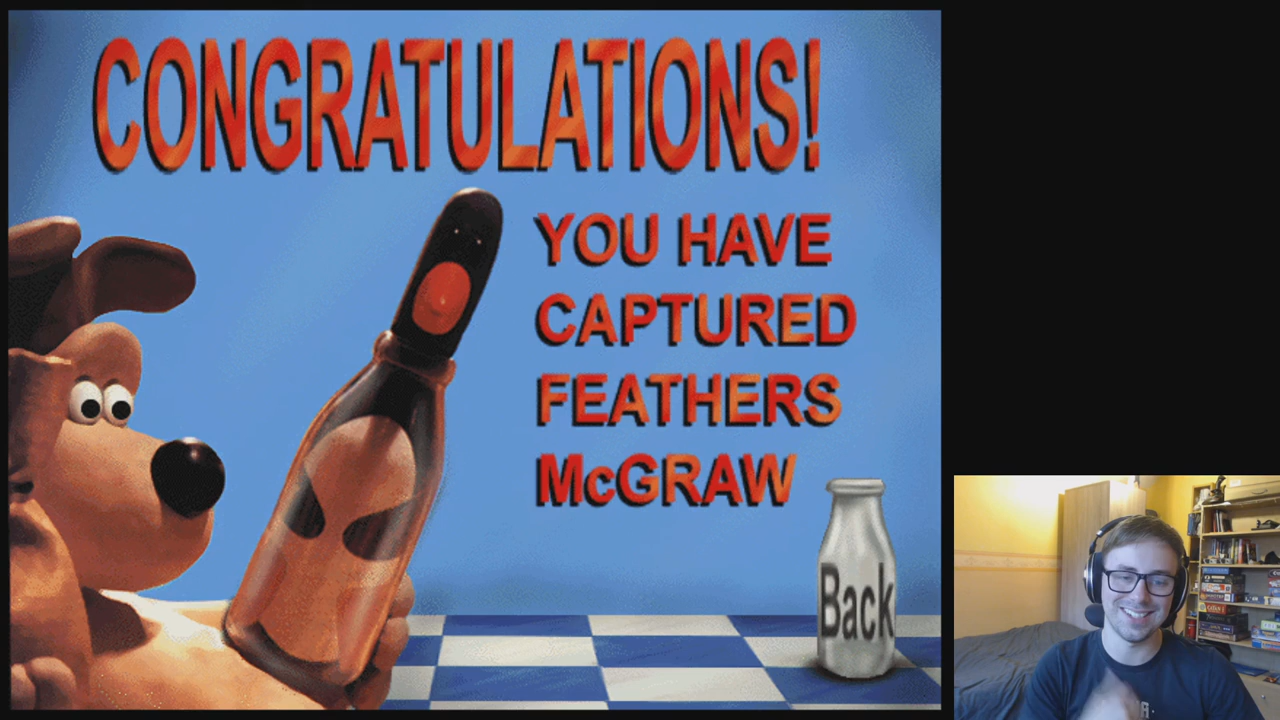 CONGRATULATIONS!
YOU HAVE
CAPTURED
FEATHERS
McGRAW
Back